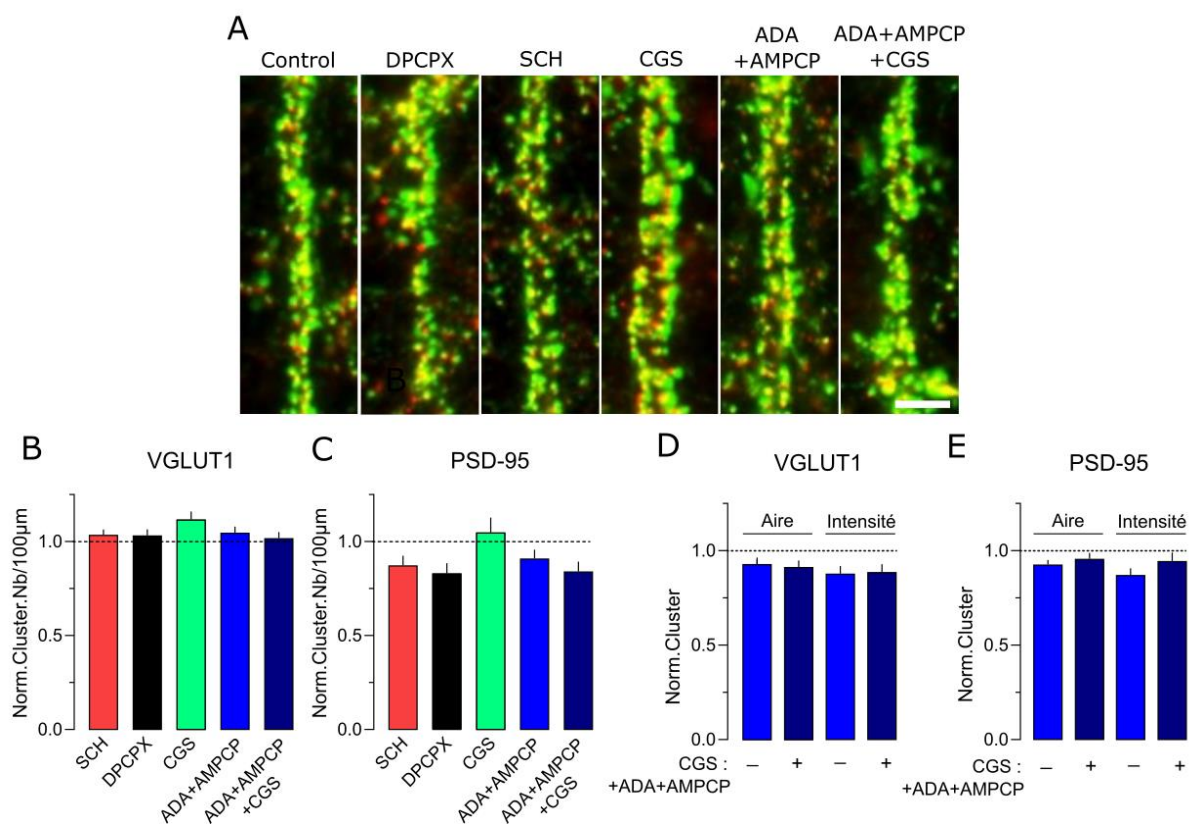 A
Control
DPCPX
SCH
CGS
ADA
+AMPCP
ADA+AMPCP
+CGS
B
B
VGLUT1
Norm.Cluster.Nb/100µm
1.0
0.5
0.0
SCH
DPCPX
CGS
ADA+AMPCP
ADA+AMPCP
+CGS
C
PSD-95
Norm.Cluster.Nb/100µm
1.0
0.5
0.0
SCH
DPCPX
CGS
ADA+AMPCP
ADA+AMPCP
+CGS
D
VGLUT1
Norm.Cluster
Aire
Intensité
1.0
0.5
0.0
CGS : – + – +
+ADA+AMPCP
E
PSD-95
Norm.Cluster
Aire
Intensité
1.0
0.5
0.0
CGS : – + – +
+ADA+AMPCP